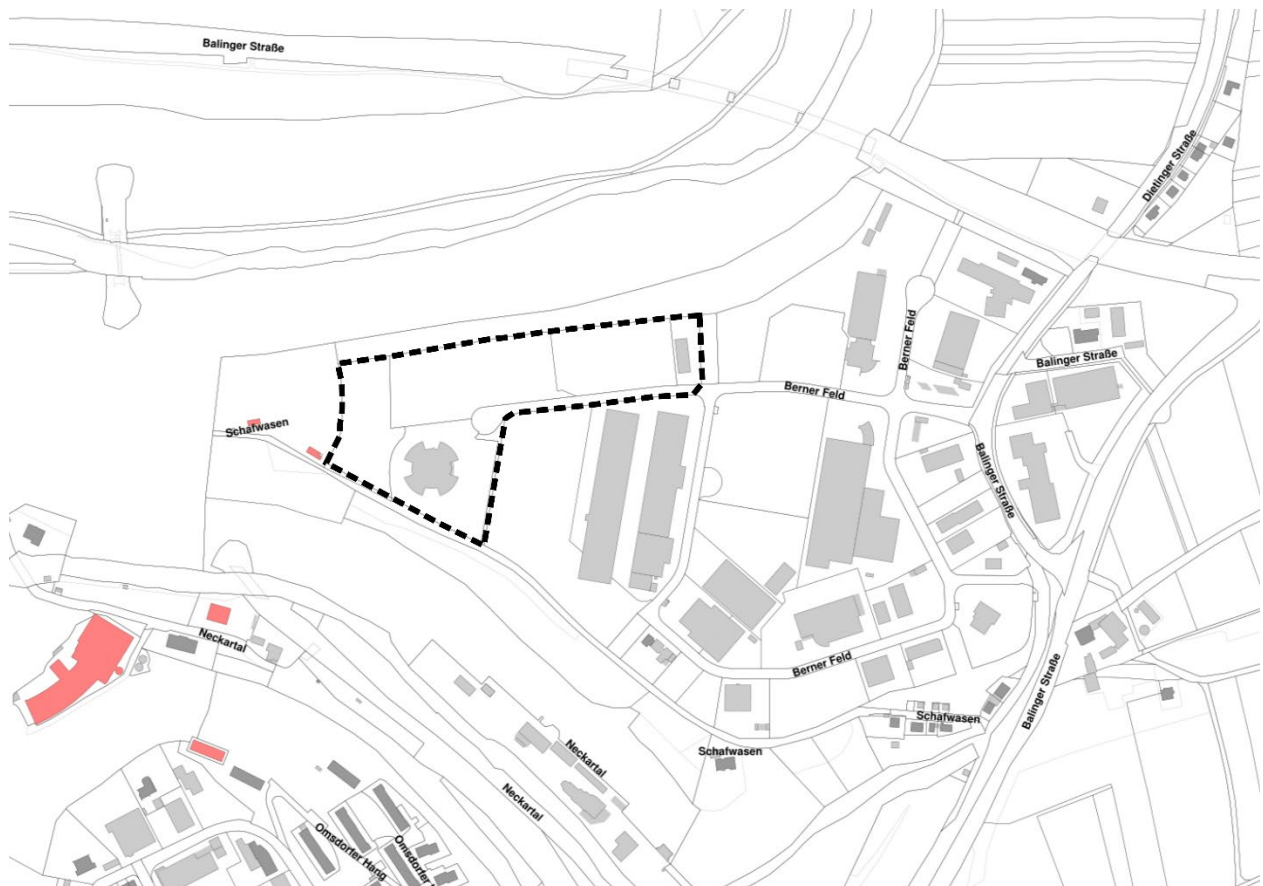 Balinger Straße
Dietinger Straße
Berner Feld
Balinger Straße
Berner Feld
Schafwasen
Balinger Straße
Neckartal
Berner Feld
Balinger Straße
Schafwasen
Schafwasen
Neckartal
Neckartal
Omsdorfer Hang
Omsdorfer